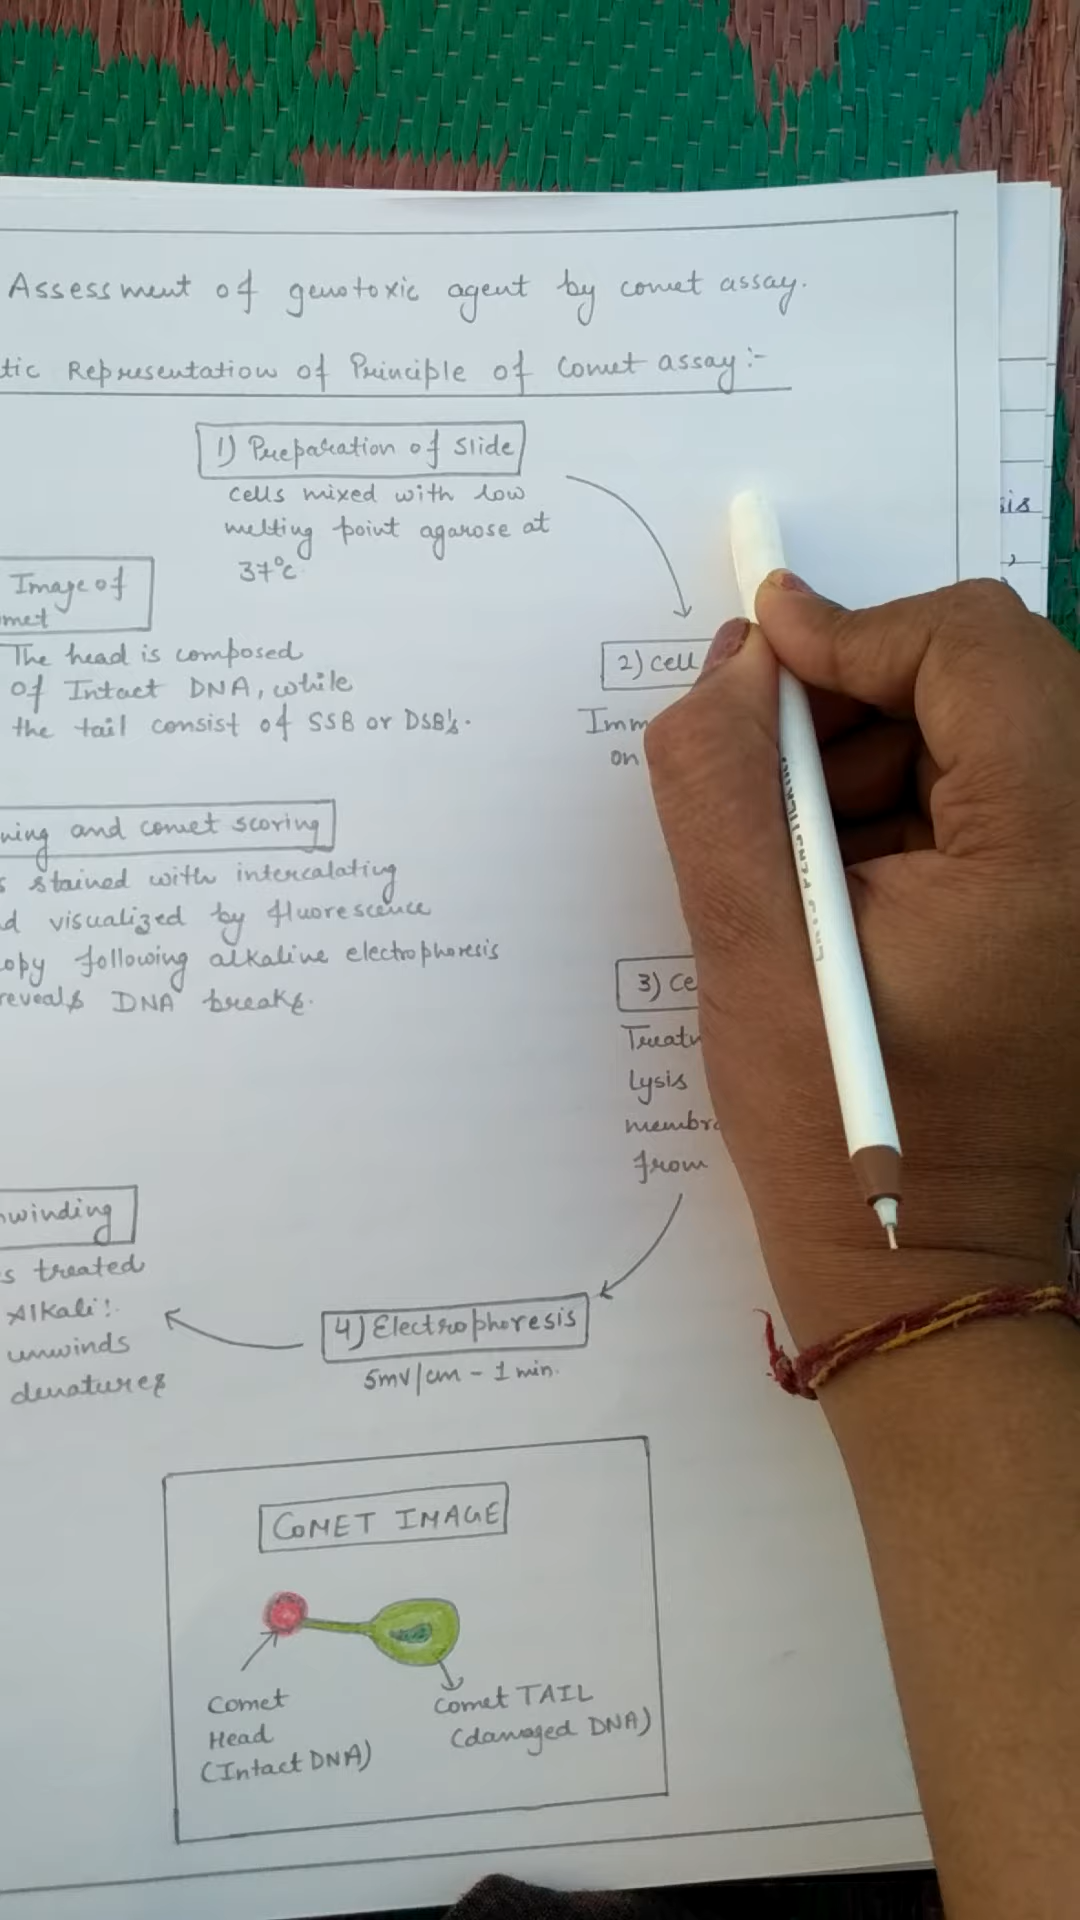 Assessment of genotoxic agent by comet assay.
tic Representation of Principle of Comet assay:-
1) Preparation of Slide
cells mixed with low
melting point agarose at
37°c.
2) cell
Imm
on
3) Ce
Treatm
lysis
membra
from
4) Electrophoresis
5mv/cm - 1 min.
nwinding
s treated
Alkali!
unwinds
denatures
ning and comet scoring
s stained with intercalating
d visualized by fluorescence
opy following alkaline electrophoresis
reveals DNA breaks.
Image of
omet
The head is composed
of Intact DNA, while
the tail consist of SSB or DSB's.
COMET IMAGE
Comet
Head
(Intact DNA)
Comet TAIL
(damaged DNA)
sis